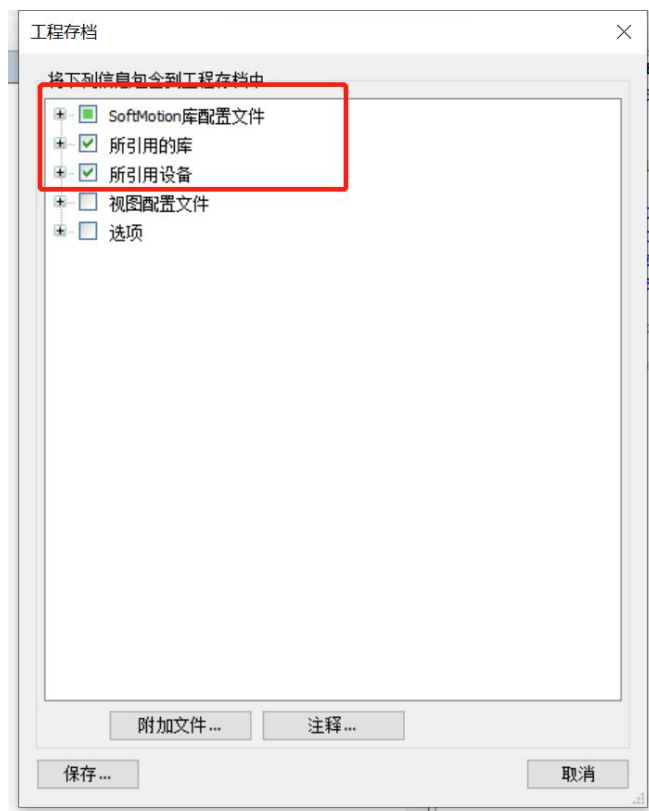 工程存档
将下列信息包含到工程存档中
SoftMotion库配置文件
所引用的库
所引用设备
视图配置文件
选项
附加文件...
注释...
保存...
取消